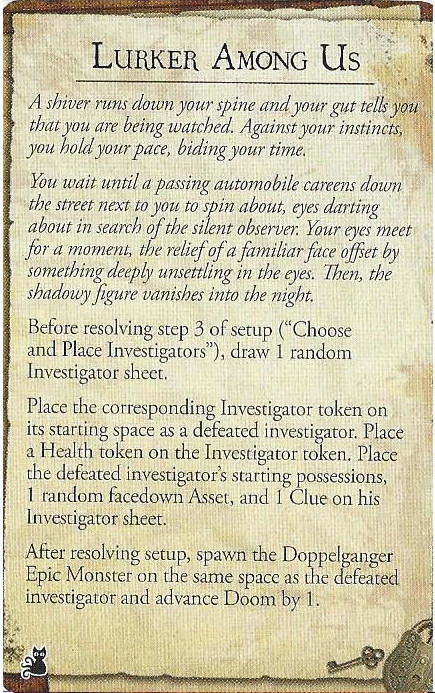 LURKER AMONG US
A shiver runs down your spine and your gut tells you
that you are being watched. Against your instincts,
you hold your pace, biding your time.
You wait until a passing automobile careens down
the street next to you to spin about, eyes darting
about in search of the silent observer. Your eyes meet
for a moment, the relief of a familiar face offset by
something deeply unsettling in the eyes. Then, the
shadowy figure vanishes into the night.
Before resolving step 3 of setup (“Choose
and Place Investigators”), draw 1 random
Investigator sheet.
Place the corresponding Investigator token on
its starting space as a defeated investigator. Place
a Health token on the Investigator token. Place
the defeated investigator’s starting possessions,
1 random facedown Asset, and 1 Clue on his
Investigator sheet.
After resolving setup, spawn the Doppelganger
Epic Monster on the same space as the defeated
investigator and advance Doom by 1.